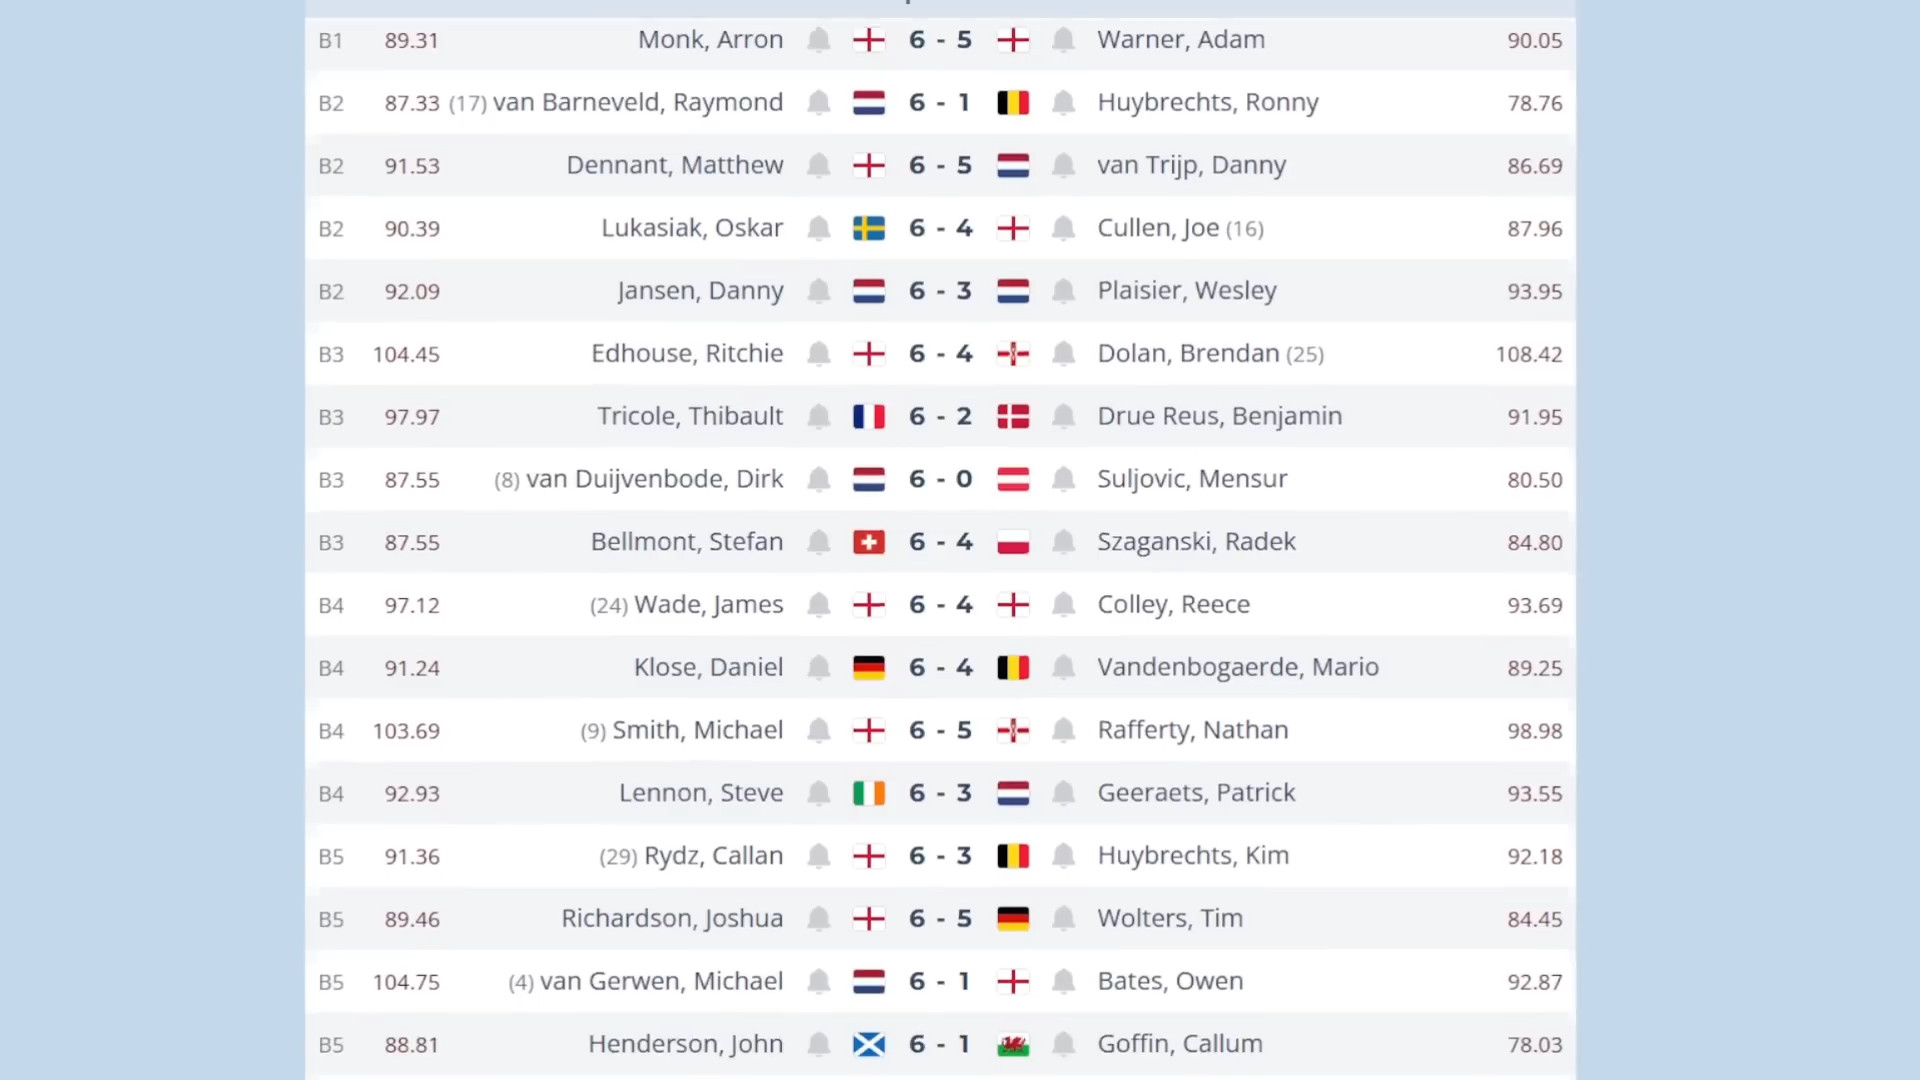 B1 89.31 Monk, Arron 6 - 5 Warner, Adam 90.05
B2 87.33 (17) van Barneveld, Raymond 6 - 1 Huybrechts, Ronny 78.76
B2 91.53 Dennant, Matthew 6 - 5 van Trijp, Danny 86.69
B2 90.39 Lukasiak, Oskar 6 - 4 Cullen, Joe (16) 87.96
B2 92.09 Jansen, Danny 6 - 3 Plaisier, Wesley 93.95
B3 104.45 Edhouse, Ritchie 6 - 4 Dolan, Brendan (25) 108.42
B3 97.97 Tricole, Thibault 6 - 2 Drue Reus, Benjamin 91.95
B3 87.55 (8) van Duijvenbode, Dirk 6 - 0 Suljovic, Mensur 80.50
B3 87.55 Bellmont, Stefan 6 - 4 Szaganski, Radek 84.80
B4 97.12 (24) Wade, James 6 - 4 Colley, Reece 93.69
B4 91.24 Klose, Daniel 6 - 4 Vandenbogaerde, Mario 89.25
B4 103.69 (9) Smith, Michael 6 - 5 Rafferty, Nathan 98.98
B4 92.93 Lennon, Steve 6 - 3 Geeraets, Patrick 93.55
B5 91.36 (29) Rydz, Callan 6 - 3 Huybrechts, Kim 92.18
B5 89.46 Richardson, Joshua 6 - 5 Wolters, Tim 84.45
B5 104.75 (4) van Gerwen, Michael 6 - 1 Bates, Owen 92.87
B5 88.81 Henderson, John 6 - 1 Goffin, Callum 78.03